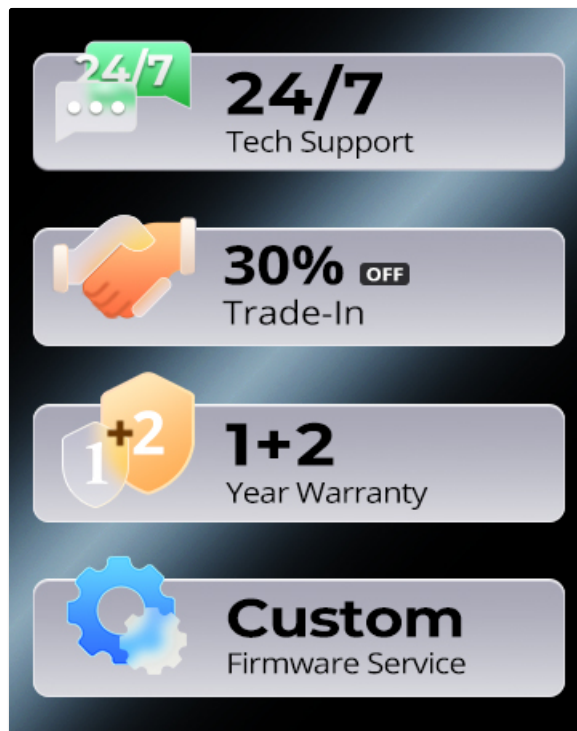 24/7
24/7
Tech Support
30% OFF
Trade-In
1+2
1+2
Year Warranty
Custom
Firmware Service